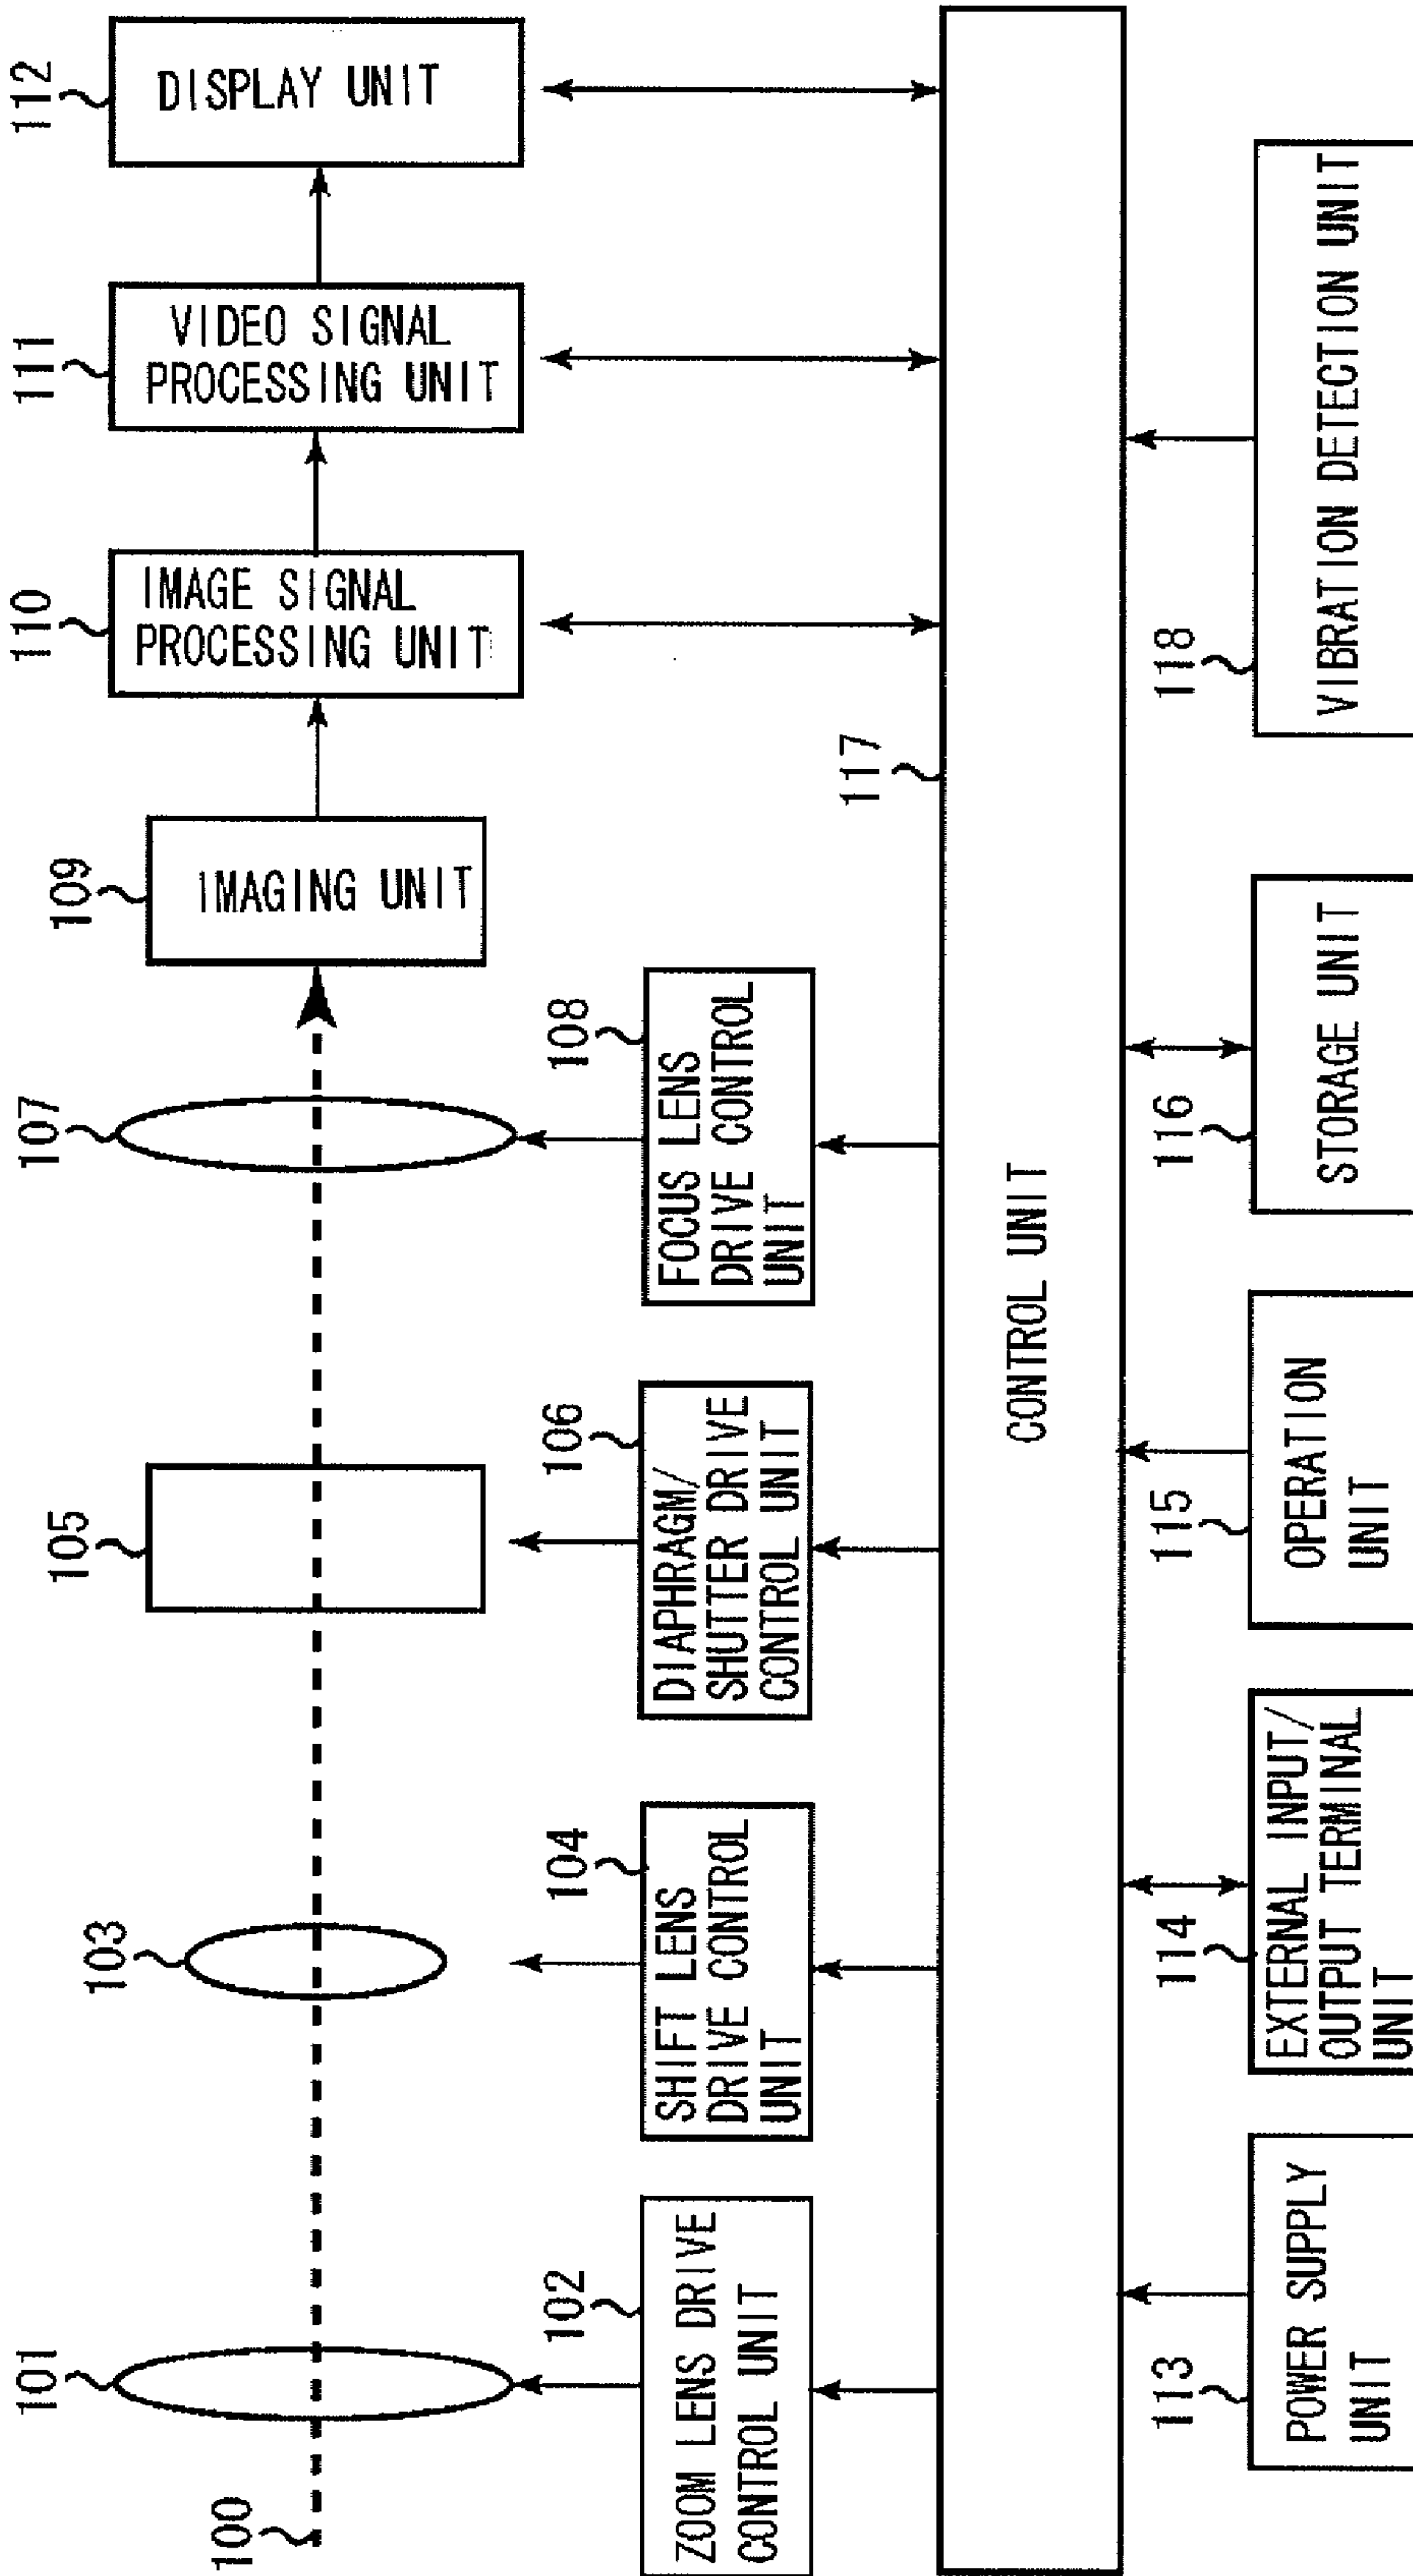 100
101
103
105
107
109
IMAGING UNIT
110
IMAGE SIGNAL
PROCESSING UNIT
111
VIDEO SIGNAL
PROCESSING UNIT
112
DISPLAY UNIT
102
ZOOM LENS DRIVE
CONTROL UNIT
104
SHIFT LENS
DRIVE CONTROL
UNIT
106
DIAPHRAGM/
SHUTTER DRIVE
CONTROL UNIT
108
FOCUS LENS
DRIVE CONTROL
UNIT
117
CONTROL UNIT
113
POWER SUPPLY
UNIT
114
EXTERNAL INPUT/
OUTPUT TERMINAL
UNIT
115
OPERATION
UNIT
116
STORAGE UNIT
118
VIBRATION DETECTION UNIT